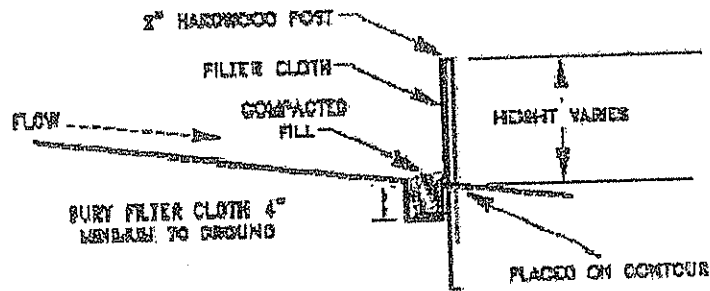 2" HARDWOOD POST
FILTER CLOTH
COMPACTED
FILL
FLOW
HEIGHT VARIES
BURY FILTER CLOTH 4"
MINIMUM TO GROUND
PLACED ON CONTOUR